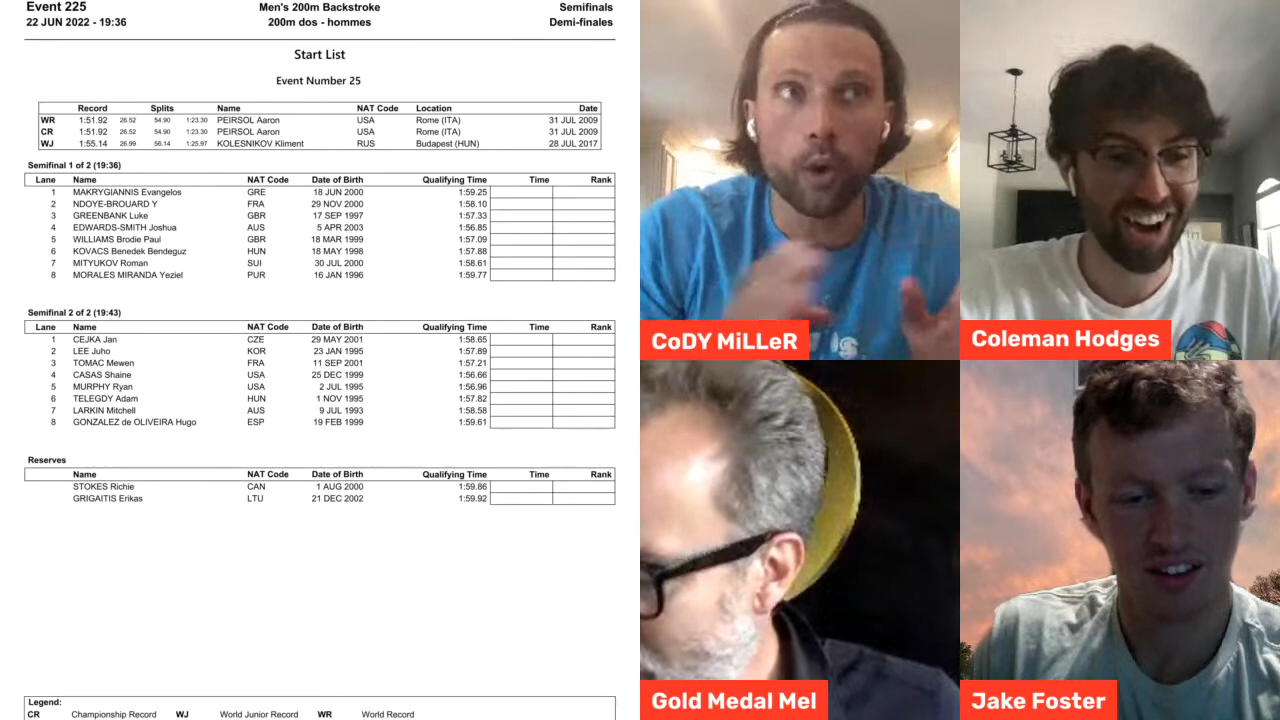 Event 225 Men's 200m Backstroke Semifinals
22 JUN 2022 - 19:36 200m dos - hommes Demi-finales
Start List
Event Number 25
Record Splits Name NAT Code Location Date
WR 1:51.92 26.52 54.90 1:23.30 PEIRSOL Aaron USA Rome (ITA) 31 JUL 2009
CR 1:51.92 26.52 54.90 1:23.30 PEIRSOL Aaron USA Rome (ITA) 31 JUL 2009
WJ 1:55.14 26.99 56.14 1:25.97 KOLESNIKOV Kliment RUS Budapest (HUN) 28 JUL 2017
Semifinal 1 of 2 (19:36)
Lane Name NAT Code Date of Birth Qualifying Time Time Rank
1 MAKRYGIANNIS Evangelos GRE 18 JUN 2000 1:59.25
2 NDOYE-BROUARD Y FRA 29 NOV 2000 1:58.10
3 GREENBANK Luke GBR 17 SEP 1997 1:57.33
4 EDWARDS-SMITH Joshua AUS 5 APR 2003 1:56.85
5 WILLIAMS Brodie Paul GBR 18 MAR 1999 1:57.09
6 KOVACS Benedek Bendeguz HUN 18 MAY 1998 1:57.88
7 MITYUKOV Roman SUI 30 JUL 2000 1:58.61
8 MORALES MIRANDA Yeziel PUR 16 JAN 1996 1:59.77
Semifinal 2 of 2 (19:43)
Lane Name NAT Code Date of Birth Qualifying Time Time Rank
1 CEJKA Jan CZE 29 MAY 2001 1:58.65
2 LEE Juho KOR 23 JAN 1995 1:57.89
3 TOMAC Mewen FRA 11 SEP 2001 1:57.21
4 CASAS Shaine USA 25 DEC 1999 1:56.66
5 MURPHY Ryan USA 2 JUL 1995 1:56.96
6 TELEGDY Adam HUN 1 NOV 1995 1:57.82
7 LARKIN Mitchell AUS 9 JUL 1993 1:58.58
8 GONZALEZ de OLIVEIRA Hugo ESP 19 FEB 1999 1:59.61
Reserves
Name NAT Code Date of Birth Qualifying Time Time Rank
STOKES Richie CAN 1 AUG 2000 1:59.86
GRIGAITIS Erikas LTU 21 DEC 2002 1:59.92
Legend:
CR Championship Record WJ World Junior Record WR World Record
CoDY MiLLeR
Coleman Hodges
Gold Medal Mel
Jake Foster